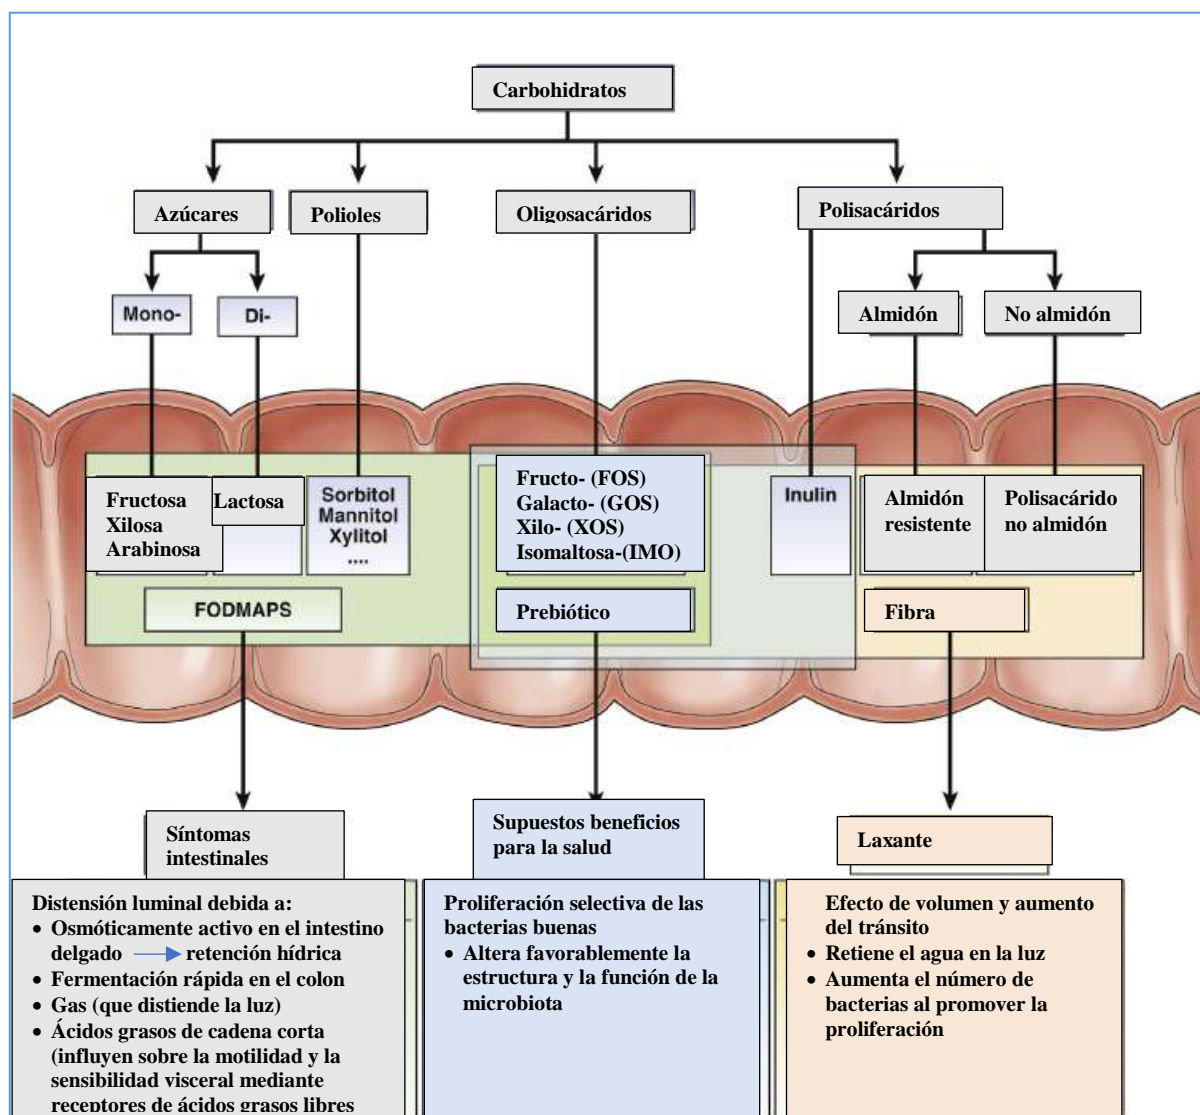 Carbohidratos
Azúcares
Polioles
Oligosacáridos
Polisacáridos
Mono-
Di-
Almidón
No almidón
Fructosa
Xilosa
Arabinosa
Lactosa
Sorbitol
Mannitol
Xylitol
....
Fructo- (FOS)
Galacto- (GOS)
Xilo- (XOS)
Isomaltosa-(IMO)
Inulin
Almidón
resistente
Polisacárido
no almidón
FODMAPS
Prebiótico
Fibra
Síntomas
intestinales
Supuestos beneficios
para la salud
Laxante
Distensión luminal debida a:
• Osmóticamente activo en el intestino
delgado → retención hídrica
• Fermentación rápida en el colon
• Gas (que distiende la luz)
• Ácidos grasos de cadena corta
(influyen sobre la motilidad y la
sensibilidad visceral mediante
receptores de ácidos grasos libres
Proliferación selectiva de las
bacterias buenas
• Altera favorablemente la
estructura y la función de la
microbiota
Efecto de volumen y aumento
del tránsito
• Retiene el agua en la luz
• Aumenta el número de
bacterias al promover la
proliferación